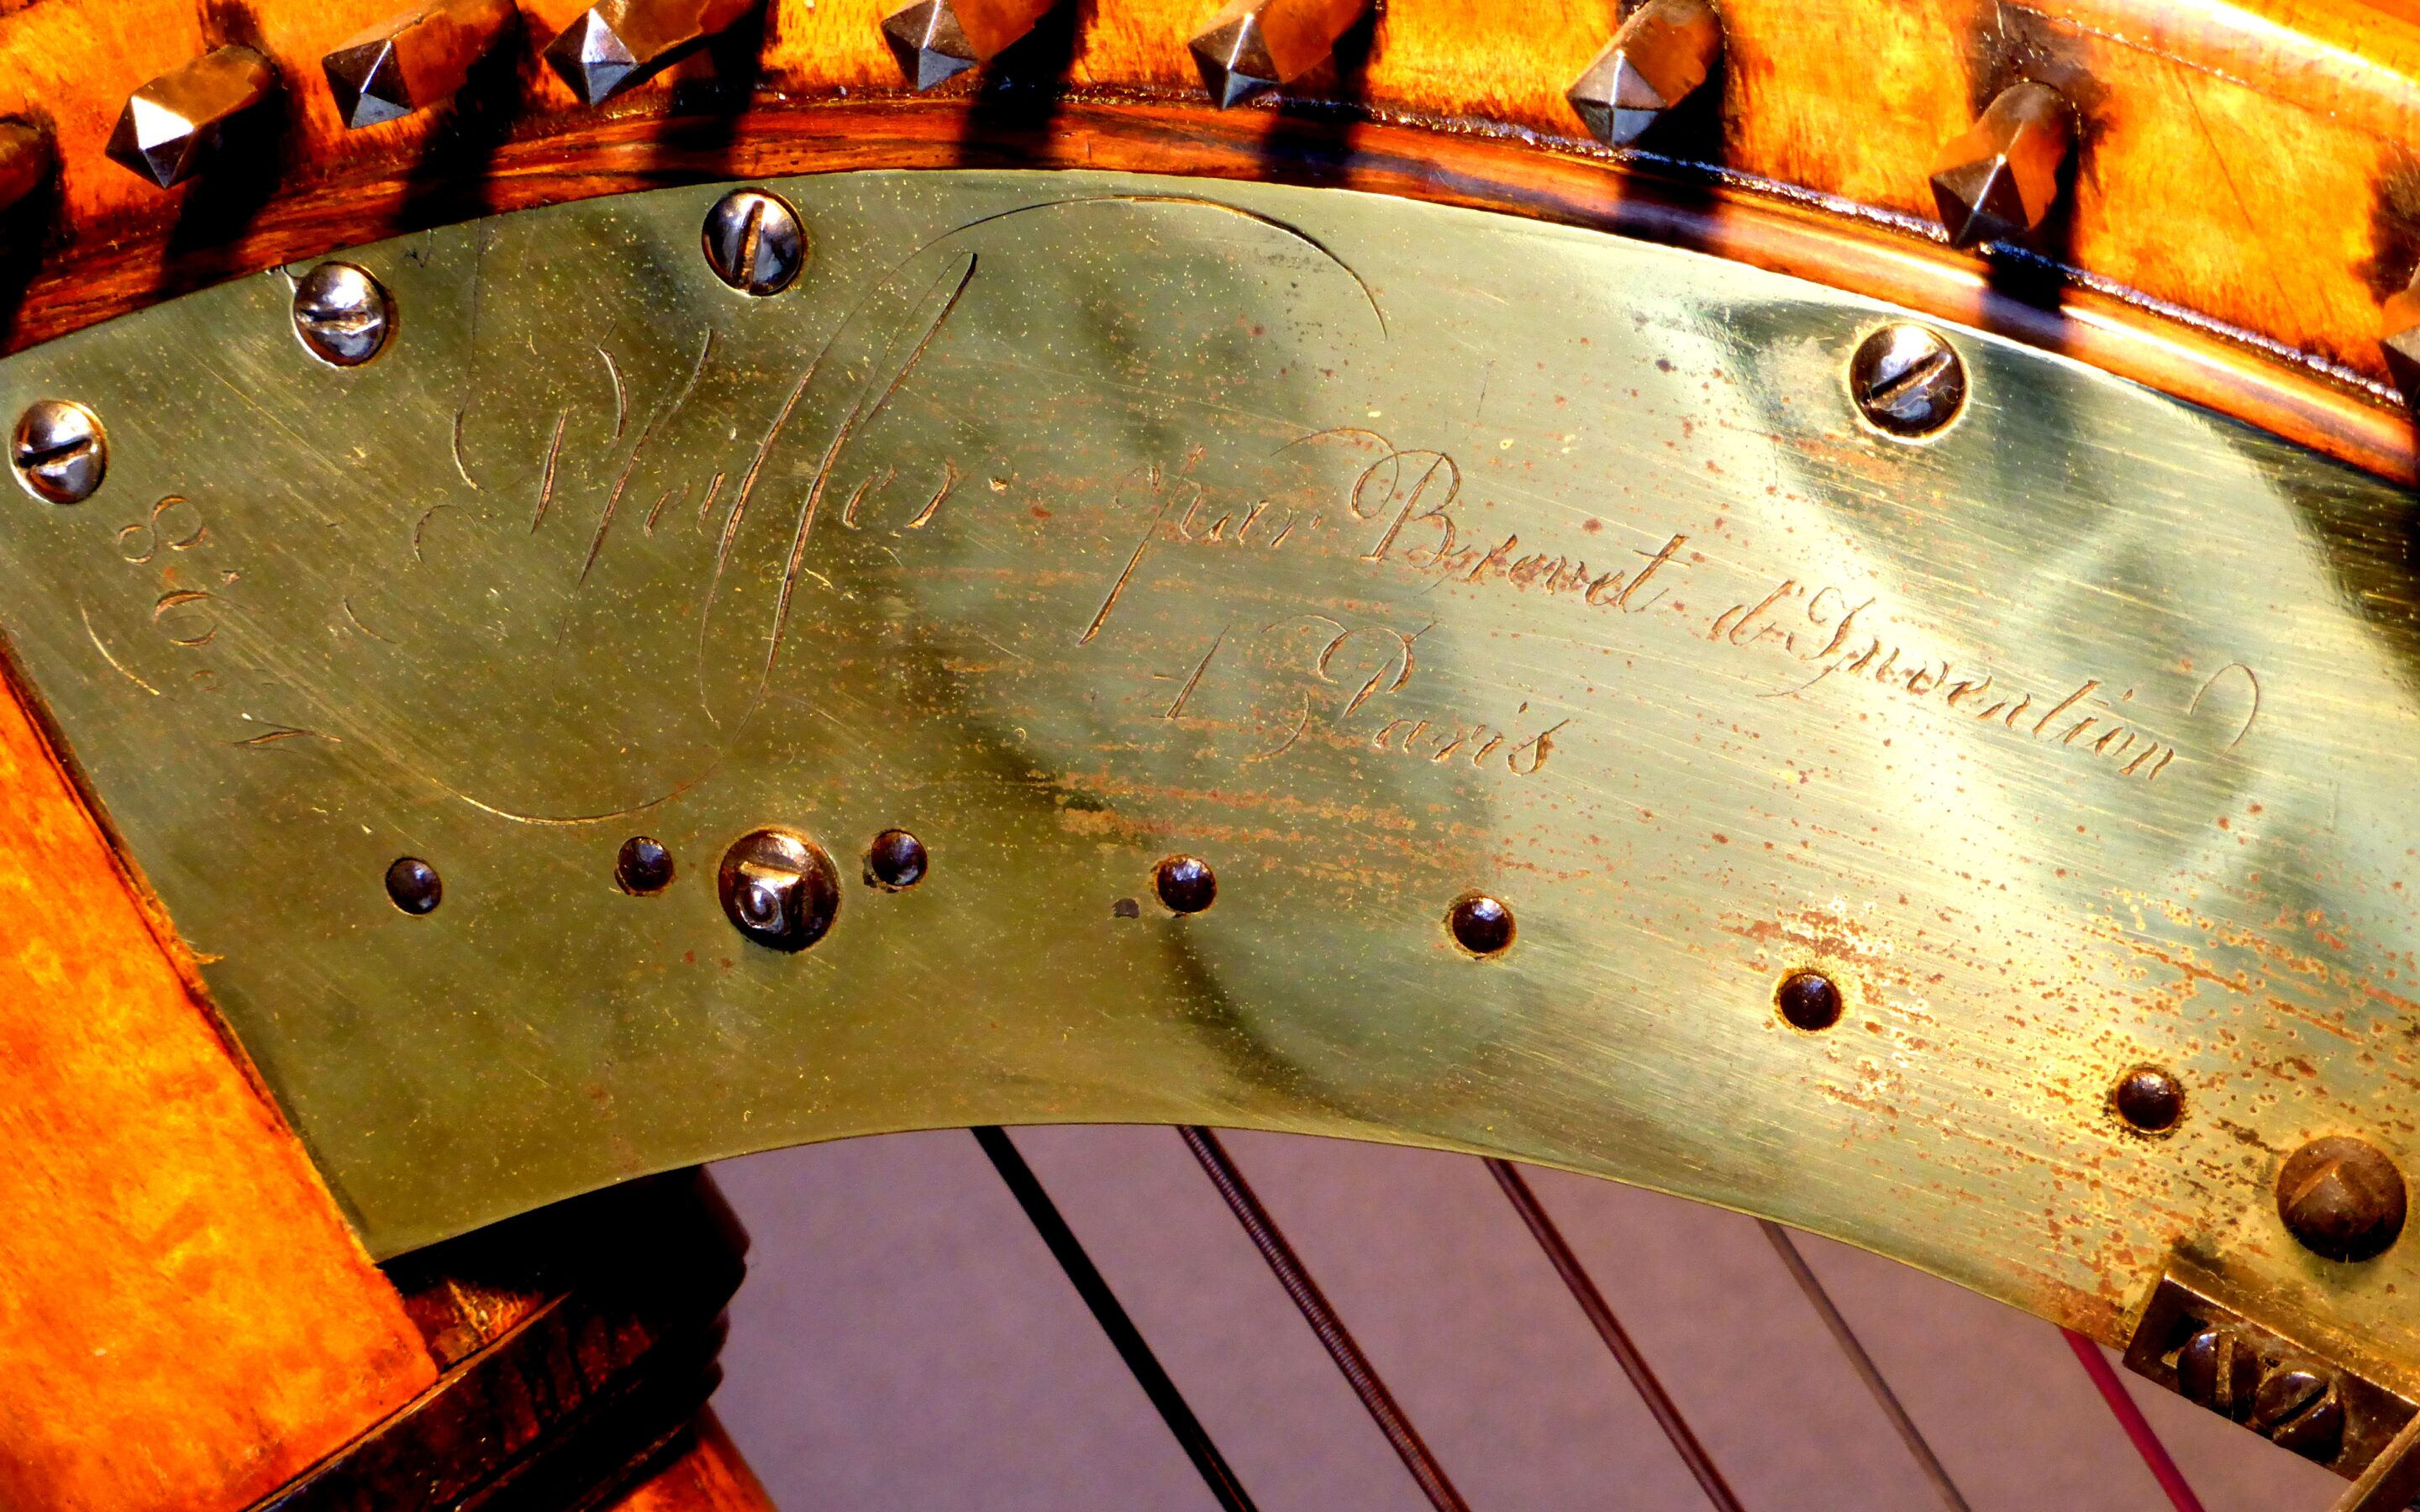 Pfeiffer. par Brevet d'Invention
A Paris